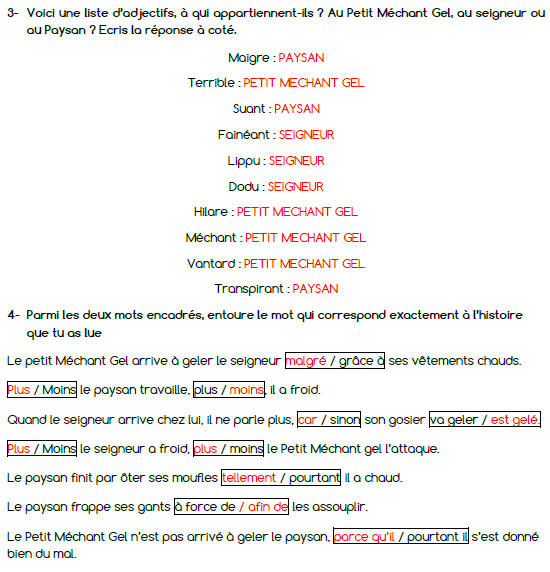 3- Voici une liste d'adjectifs, à qui appartiennent-ils ? Au Petit Méchant Gel, au seigneur ou
au Paysan ? Ecris la réponse à coté.
Maigre : PAYSAN
Terrible : PETIT MECHANT GEL
Suant : PAYSAN
Fainéant : SEIGNEUR
Lippu : SEIGNEUR
Dodu : SEIGNEUR
Hilare : PETIT MECHANT GEL
Méchant : PETIT MECHANT GEL
Vantard : PETIT MECHANT GEL
Transpirant : PAYSAN
4- Parmi les deux mots encadrés, entoure le mot qui correspond exactement à l'histoire
que tu as lue
Le petit Méchant Gel arrive à geler le seigneur malgré / grâce à ses vêtements chauds.
Plus / Moins le paysan travaille, plus / moins, il a froid.
Quand le seigneur arrive chez lui, il ne parle plus, car / sinon son gosier va geler / est gelé.
Plus / Moins le seigneur a froid, plus / moins le Petit Méchant gel l'attaque.
Le paysan finit par ôter ses moufles tellement / pourtant il a chaud.
Le paysan frappe ses gants à force de / afin de les assouplir.
Le Petit Méchant Gel n'est pas arrivé à geler le paysan, parce qu'il / pourtant il s'est donné
bien du mal.